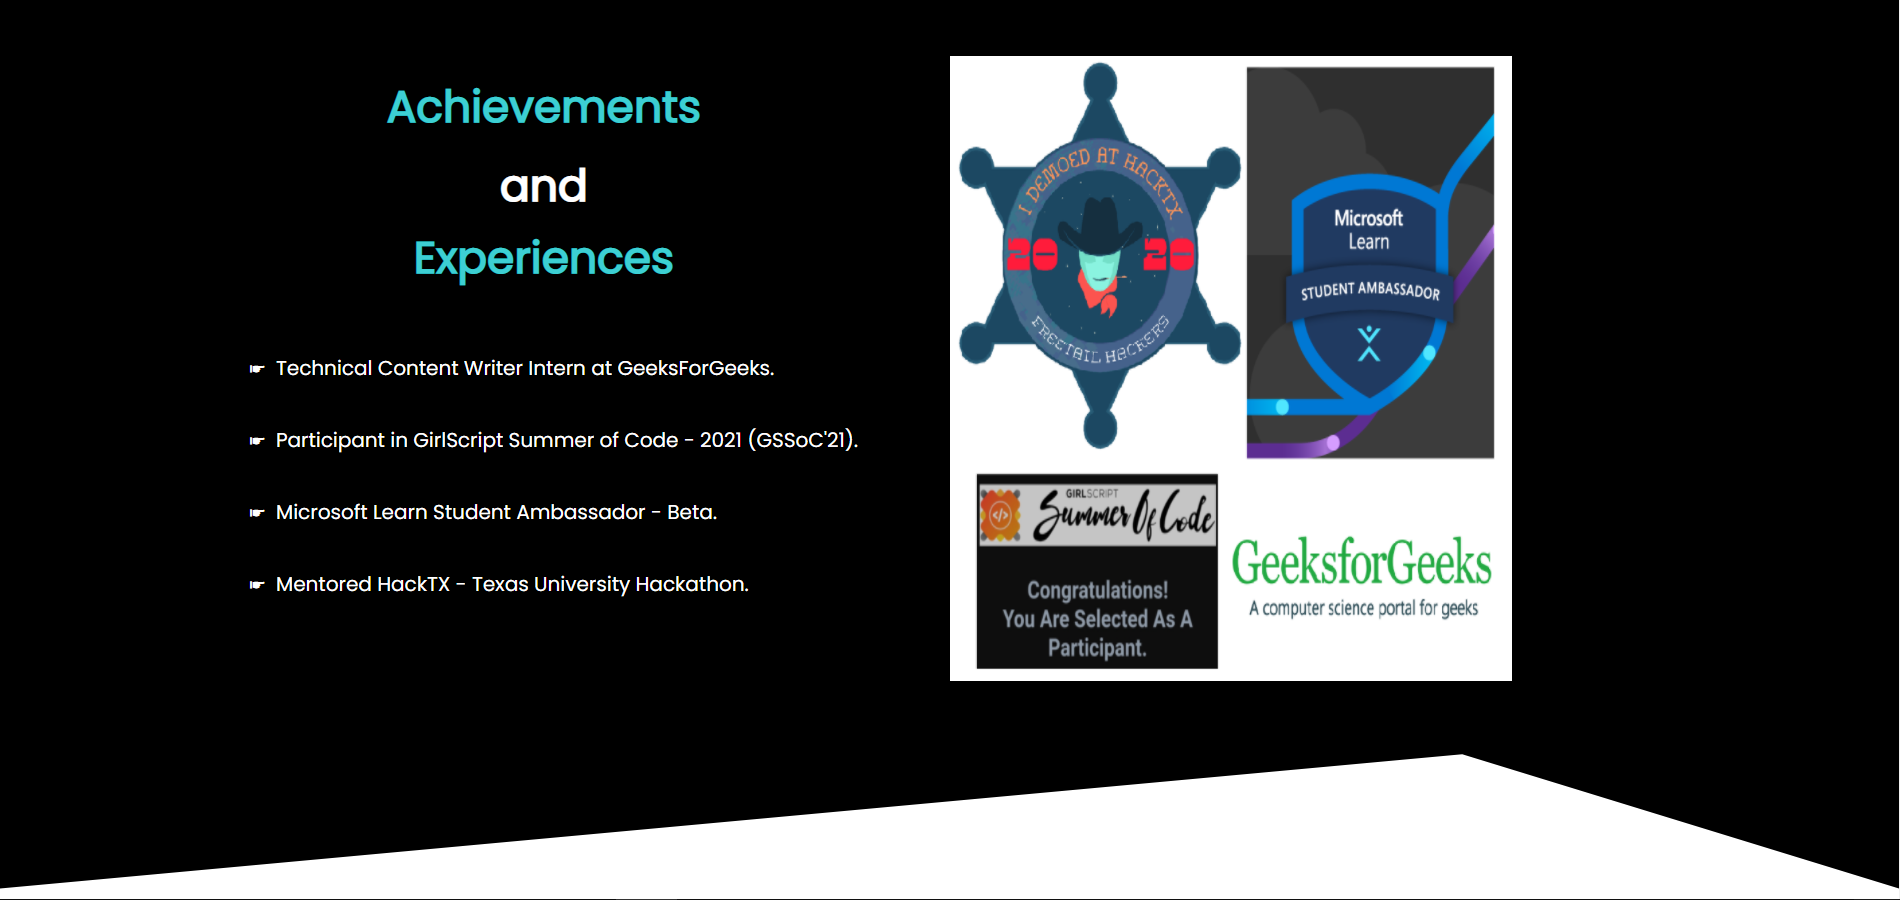 Achievements
and
Experiences
☛ Technical Content Writer Intern at GeeksForGeeks.
☛ Participant in GirlScript Summer of Code - 2021 (GSSoC'21).
☛ Microsoft Learn Student Ambassador - Beta.
☛ Mentored HackTX - Texas University Hackathon.
I DEMOED AT HACKTX
20 20
FREETAIL HACKERS
Microsoft
Learn
STUDENT AMBASSADOR
GIRLSCRIPT
Summer Of Code
Congratulations!
You Are Selected As A
Participant.
GeeksforGeeks
A computer science portal for geeks